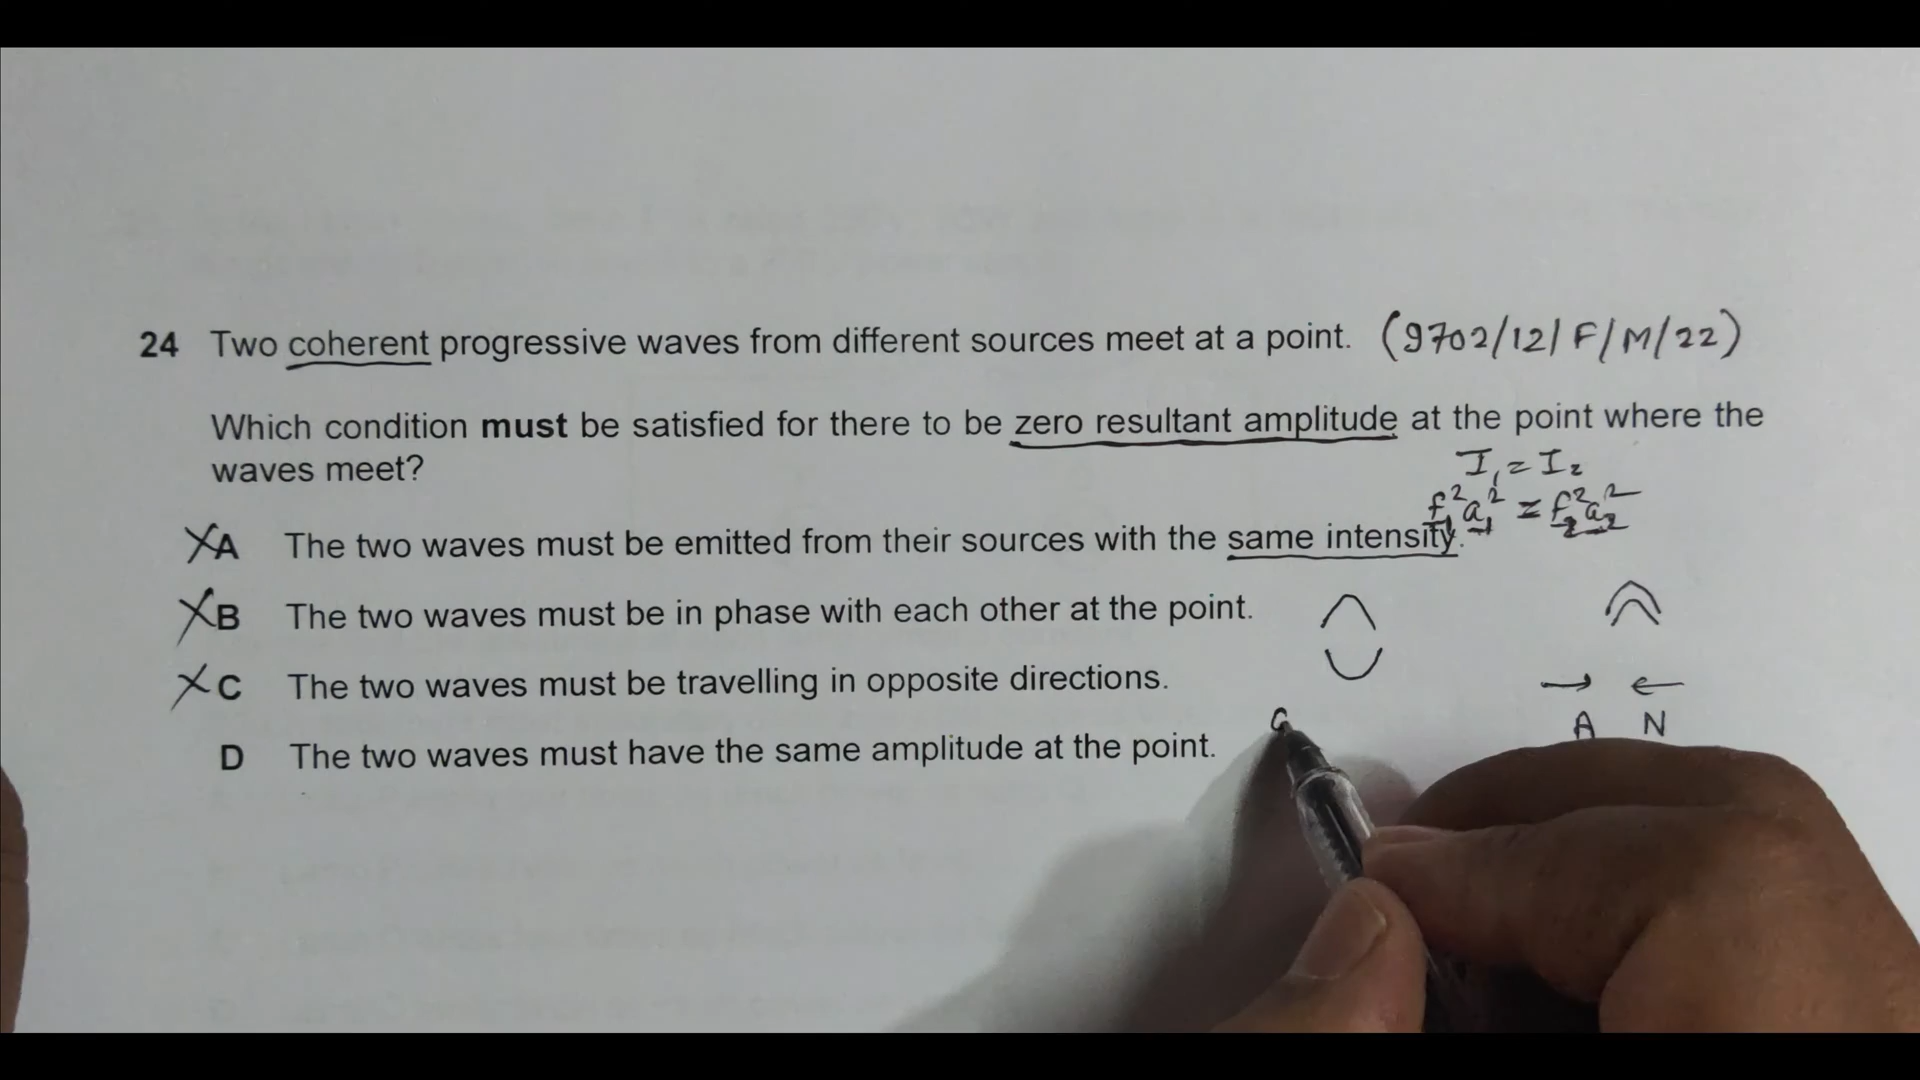 24 Two coherent progressive waves from different sources meet at a point. (9702/12/F/M/22)
Which condition must be satisfied for there to be zero resultant amplitude at the point where the
waves meet?
I₁ = I₂
f₁²a₁² = f₂²a₂²
XA The two waves must be emitted from their sources with the same intensity.
XB The two waves must be in phase with each other at the point.
XC The two waves must be travelling in opposite directions.
→ ←
A N
D The two waves must have the same amplitude at the point.